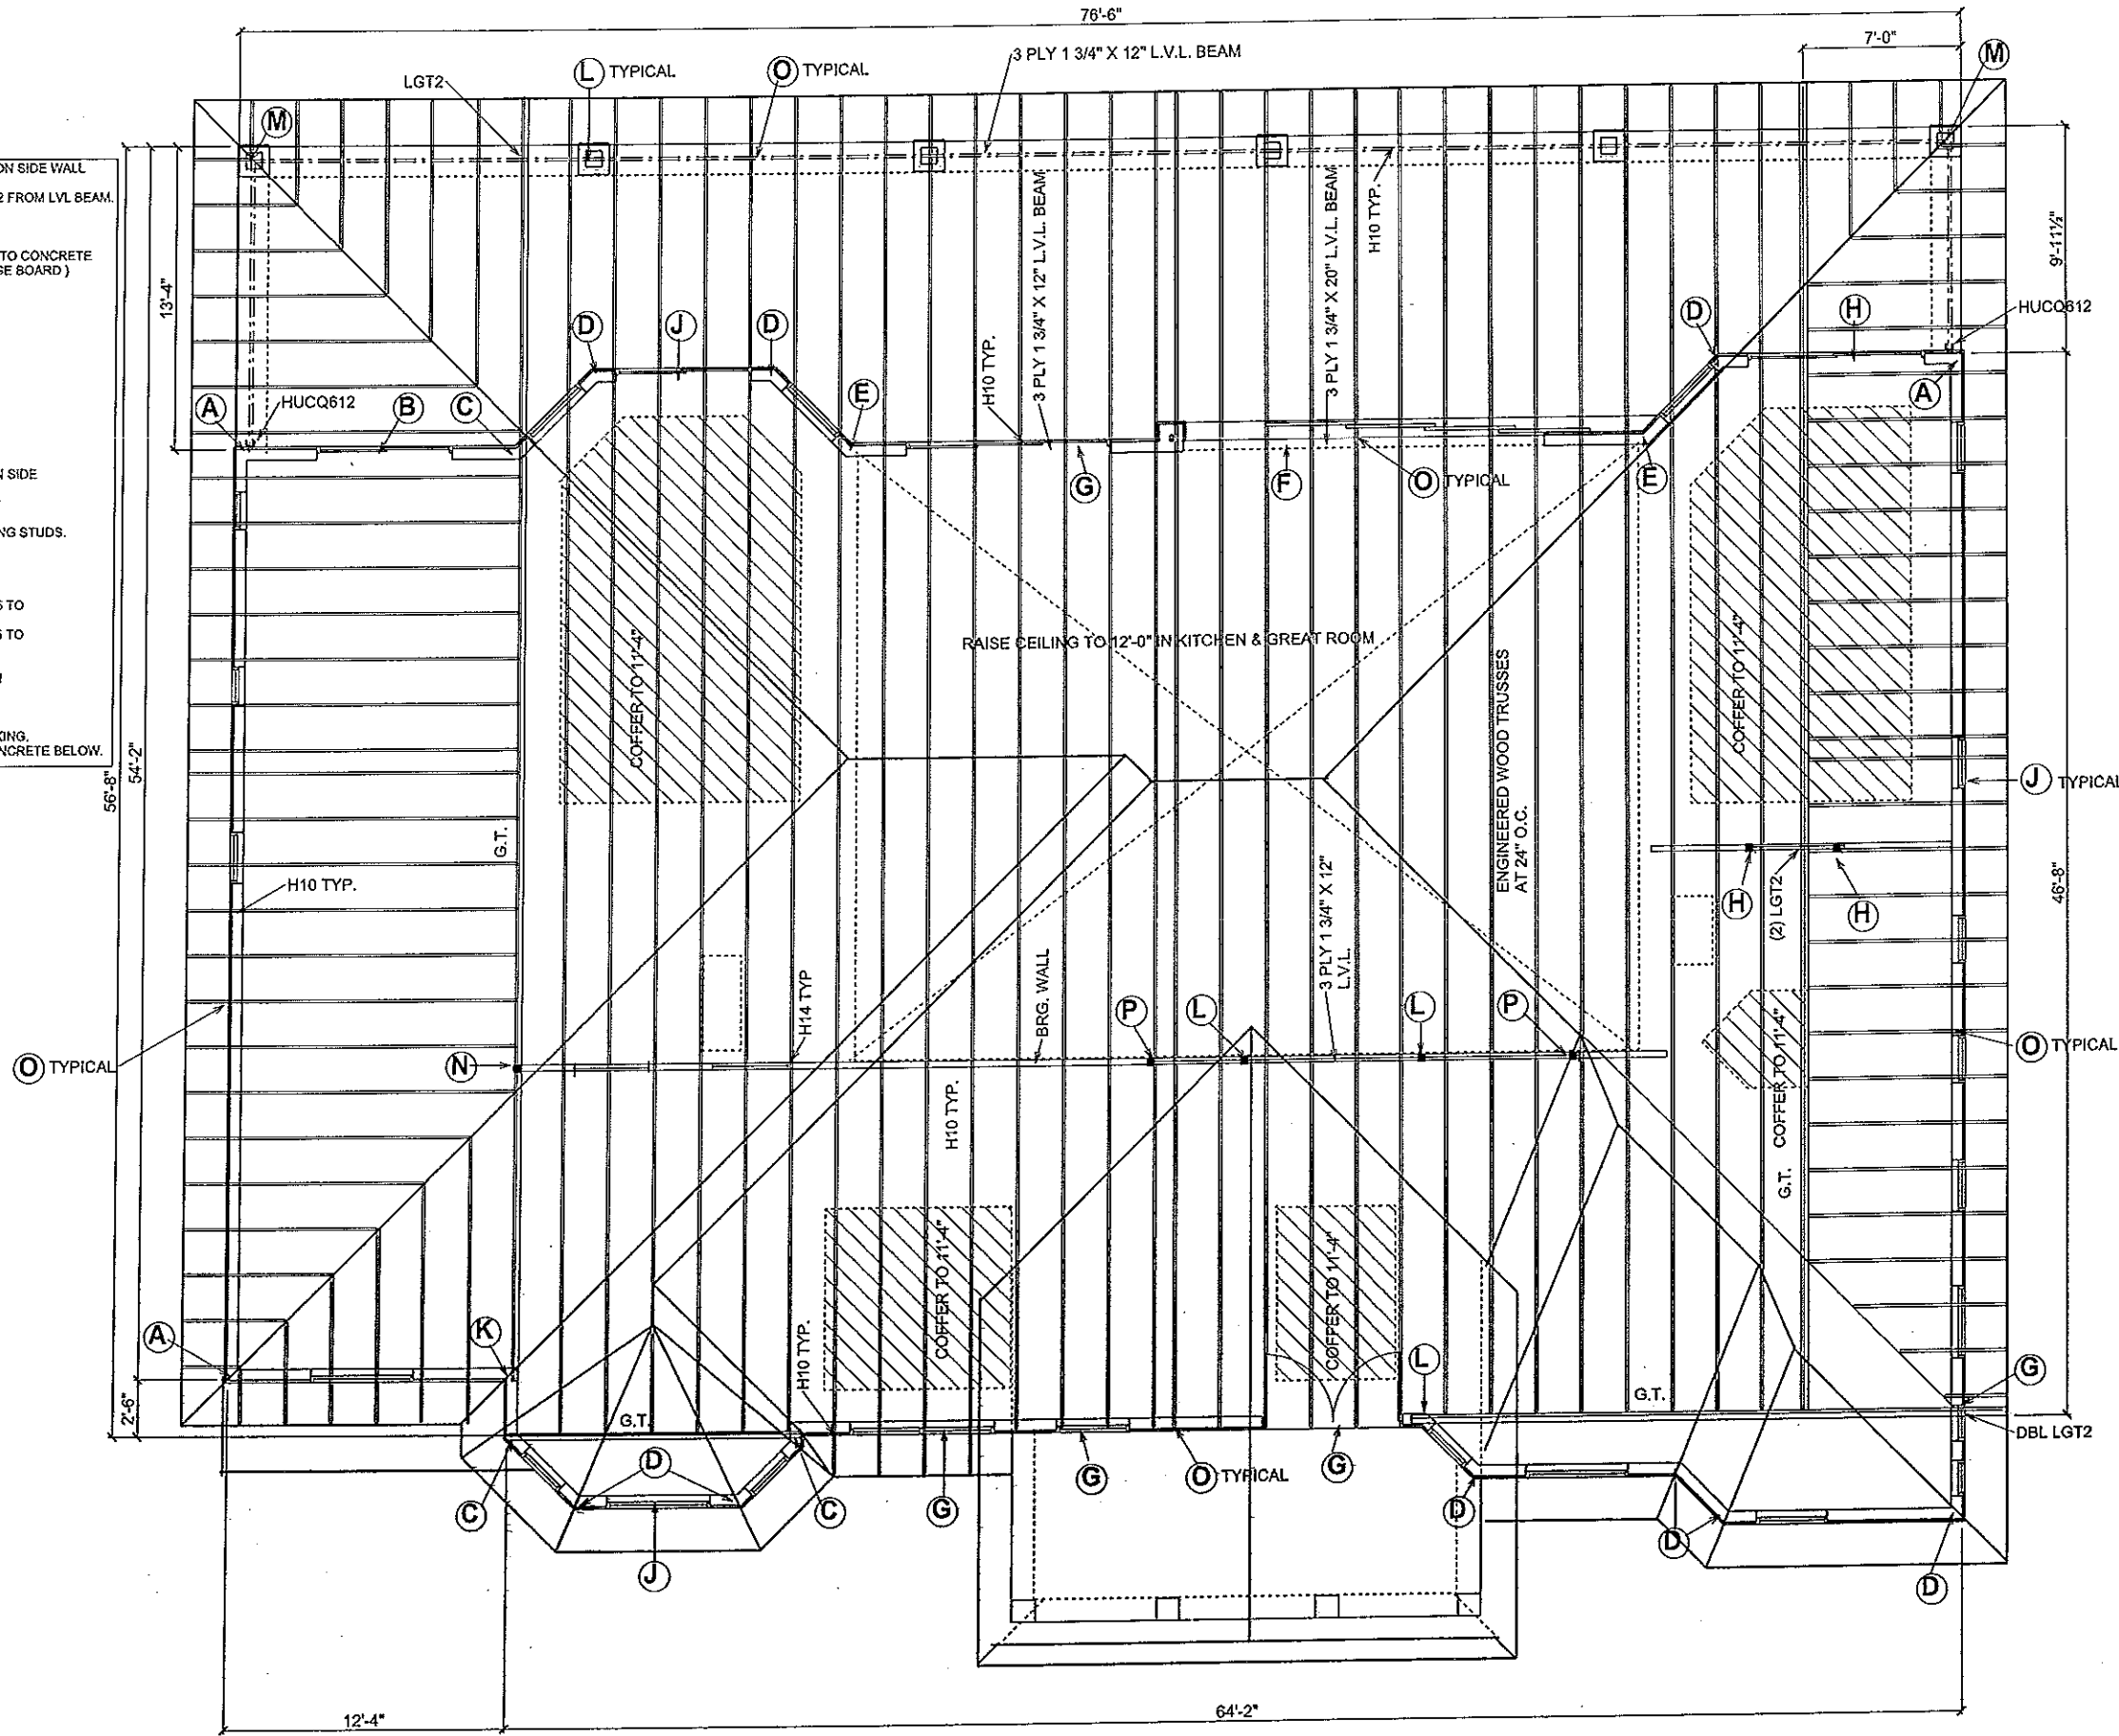 76'-6"
7'-0"
3 PLY 1 3/4" X 12" L.V.L. BEAM
LGT2
L TYPICAL
O TYPICAL
M
M
ON SIDE WALL
2 FROM LVL BEAM.
TO CONCRETE
SE BOARD )
N SIDE
NG STUDS.
S TO
S TO
KING.
NCRETE BELOW.
13'-4"
9'-11½"
H10 TYP.
3 PLY 1 3/4" X 12" L.V.L. BEAM
3 PLY 1 3/4" X 20" L.V.L. BEAM
H10 TYP.
D
J
D
D
H
HUCQ612
A
HUCQ612
B
C
E
A
G
F
O TYPICAL
E
COFFER TO 11'-4"
RAISE CEILING TO 12'-0" IN KITCHEN & GREAT ROOM
COFFER TO 11'-4"
ENGINEERED WOOD TRUSSES
AT 24" O.C.
56'-8"
54'-2"
J TYPICAL
G.T.
H10 TYP.
46'-8"
H
(2) LGT2
H
H14 TYP
BRG. WALL
3 PLY 1 3/4" X 12"
L.V.L.
P
L
L
P
O TYPICAL
N
O TYPICAL
H10 TYP.
COFFER TO 11'-4"
G.T.
COFFER TO 11'-4"
COFFER TO 11'-4"
A
K
H10 TYP.
L
G
2'-6"
G.T.
G.T.
DBL LGT2
D
C
C
G
G
O TYPICAL
G
D
D
D
J
12'-4"
64'-2"